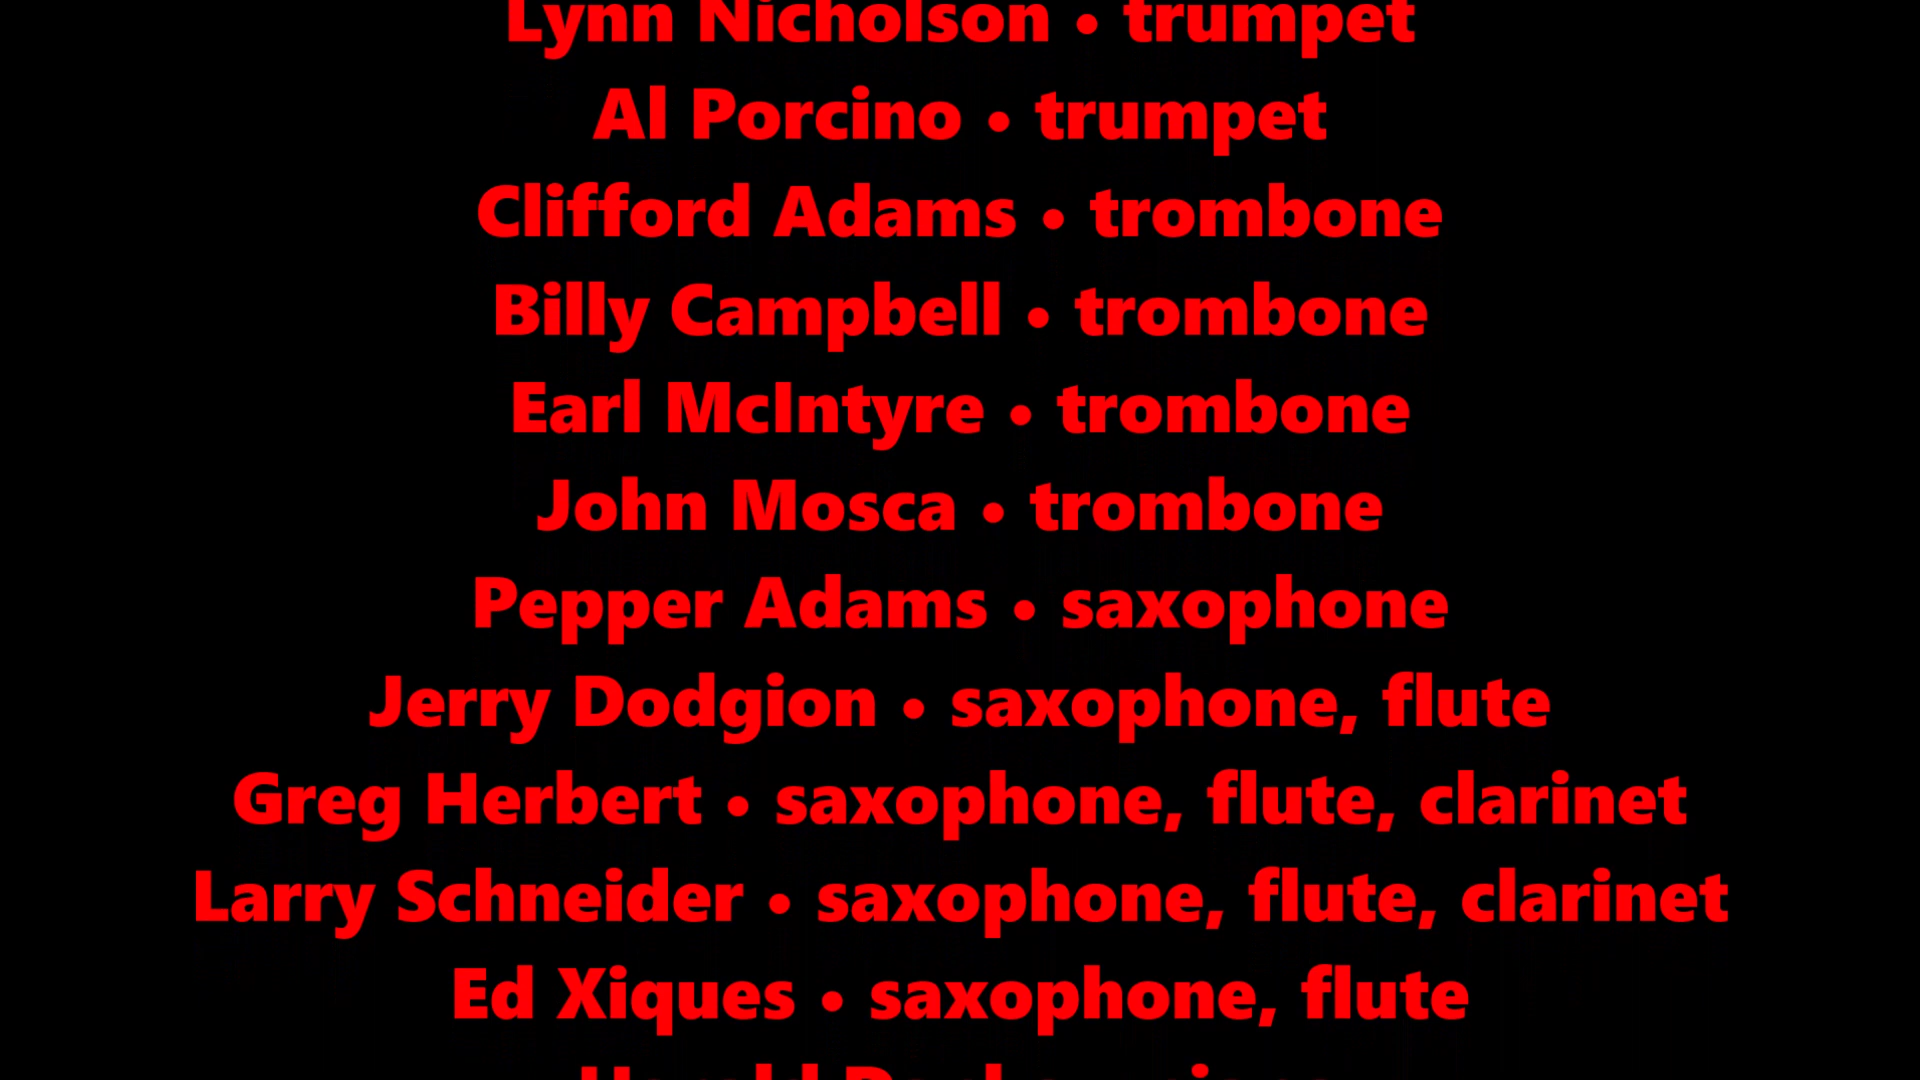 Lynn Nicholson • trumpet
Al Porcino • trumpet
Clifford Adams • trombone
Billy Campbell • trombone
Earl McIntyre • trombone
John Mosca • trombone
Pepper Adams • saxophone
Jerry Dodgion • saxophone, flute
Greg Herbert • saxophone, flute, clarinet
Larry Schneider • saxophone, flute, clarinet
Ed Xiques • saxophone, flute